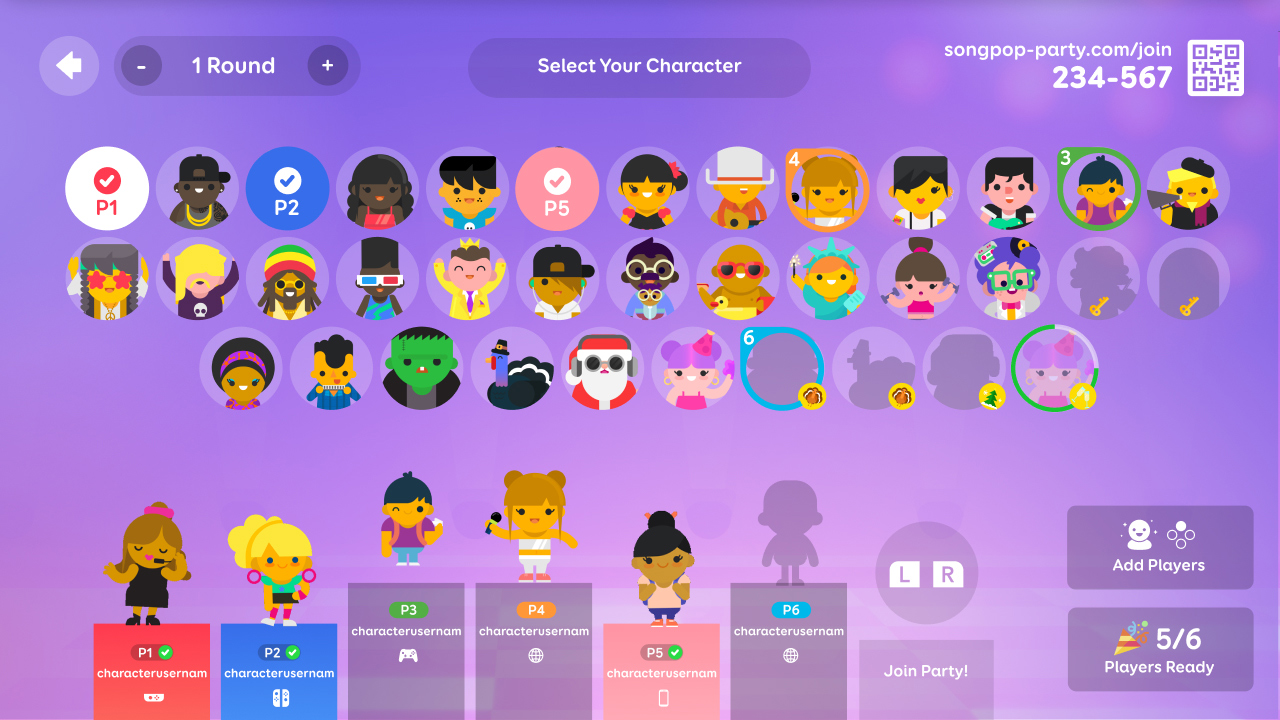 - 1 Round +
Select Your Character
songpop-party.com/join
234-567
P1
P2
P5
4
3
6
P1
characterusernam
P2
characterusernam
P3
characterusernam
P4
characterusernam
P5
characterusernam
P6
characterusernam
L R
Join Party!
Add Players
5/6
Players Ready